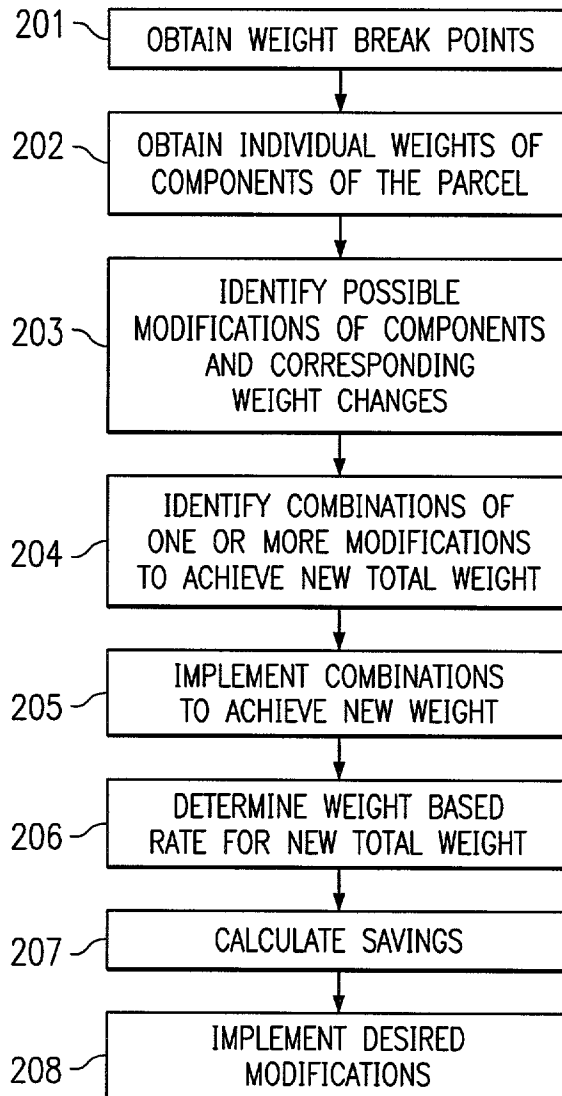 201
OBTAIN WEIGHT BREAK POINTS
202
OBTAIN INDIVIDUAL WEIGHTS OF
COMPONENTS OF THE PARCEL
203
IDENTIFY POSSIBLE
MODIFICATIONS OF COMPONENTS
AND CORRESPONDING
WEIGHT CHANGES
204
IDENTIFY COMBINATIONS OF
ONE OR MORE MODIFICATIONS
TO ACHIEVE NEW TOTAL WEIGHT
205
IMPLEMENT COMBINATIONS
TO ACHIEVE NEW WEIGHT
206
DETERMINE WEIGHT BASED
RATE FOR NEW TOTAL WEIGHT
207
CALCULATE SAVINGS
208
IMPLEMENT DESIRED
MODIFICATIONS